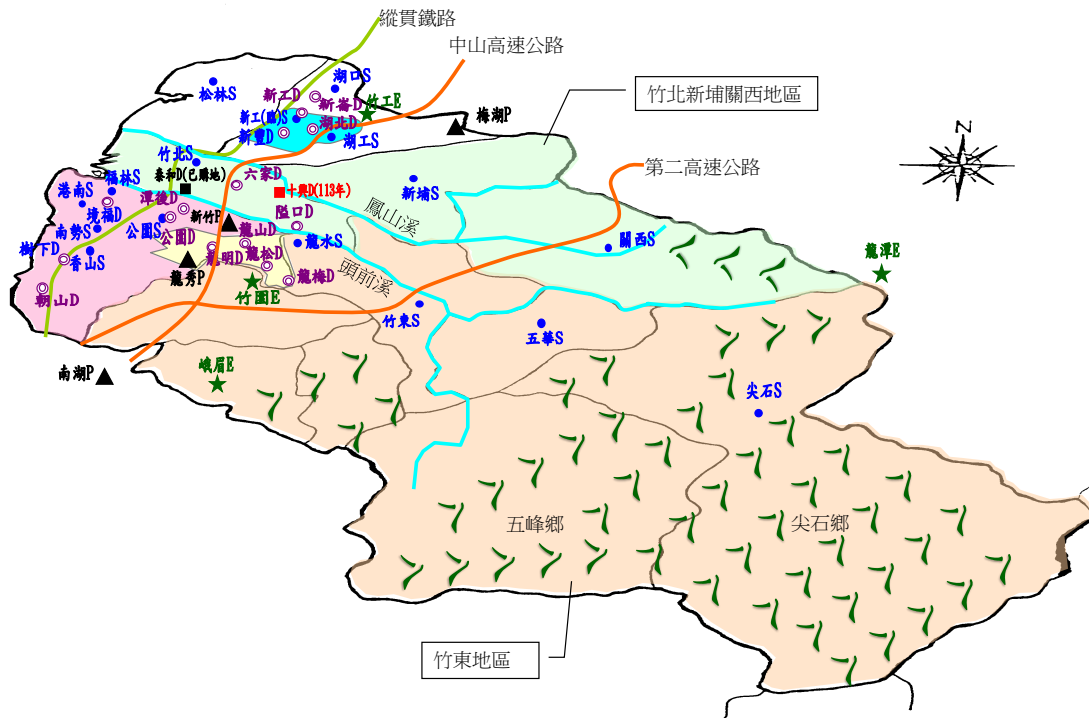 縱貫鐵路
中山高速公路
松林S
湖口S
新工D
新崙D
竹工E
竹北新埔關西地區
新工(臨)S
湖北D
梅湖P
新豐D
湖工S
N
竹北S
第二高速公路
泰和D(已購地)
六家D
十興D(113年)
新埔S
港南S
福林S
境福D
潭後D
新竹P
隘口D
鳳山溪
南勢S
公園S
公園D
龍山D
龍水S
關西S
樹下D
香山S
龍明D
龍松D
頭前溪
龍潭E
龍秀P
龍梅D
竹園E
朝山D
竹東S
五華S
南湖P
峨眉E
尖石S
五峰鄉
尖石鄉
竹東地區